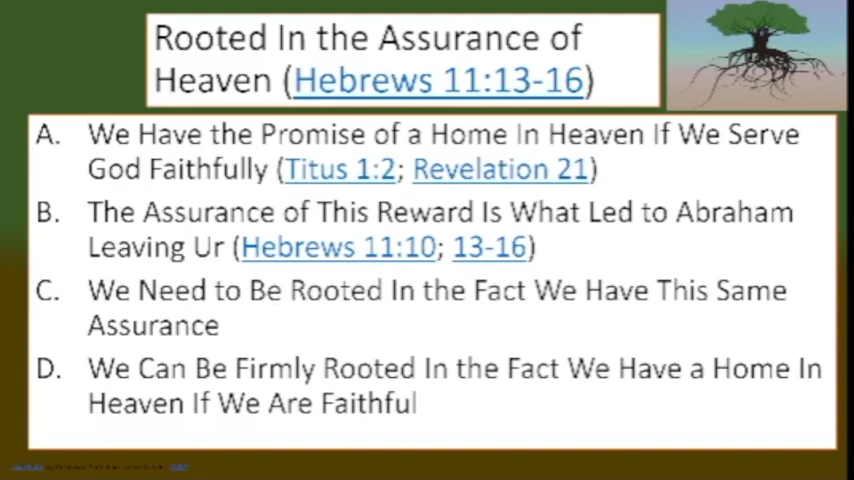 Rooted In the Assurance of
Heaven (Hebrews 11:13-16)
A. We Have the Promise of a Home In Heaven If We Serve
God Faithfully (Titus 1:2; Revelation 21)
B. The Assurance of This Reward Is What Led to Abraham
Leaving Ur (Hebrews 11:10; 13-16)
C. We Need to Be Rooted In the Fact We Have This Same
Assurance
D. We Can Be Firmly Rooted In the Fact We Have a Home In
Heaven If We Are Faithful